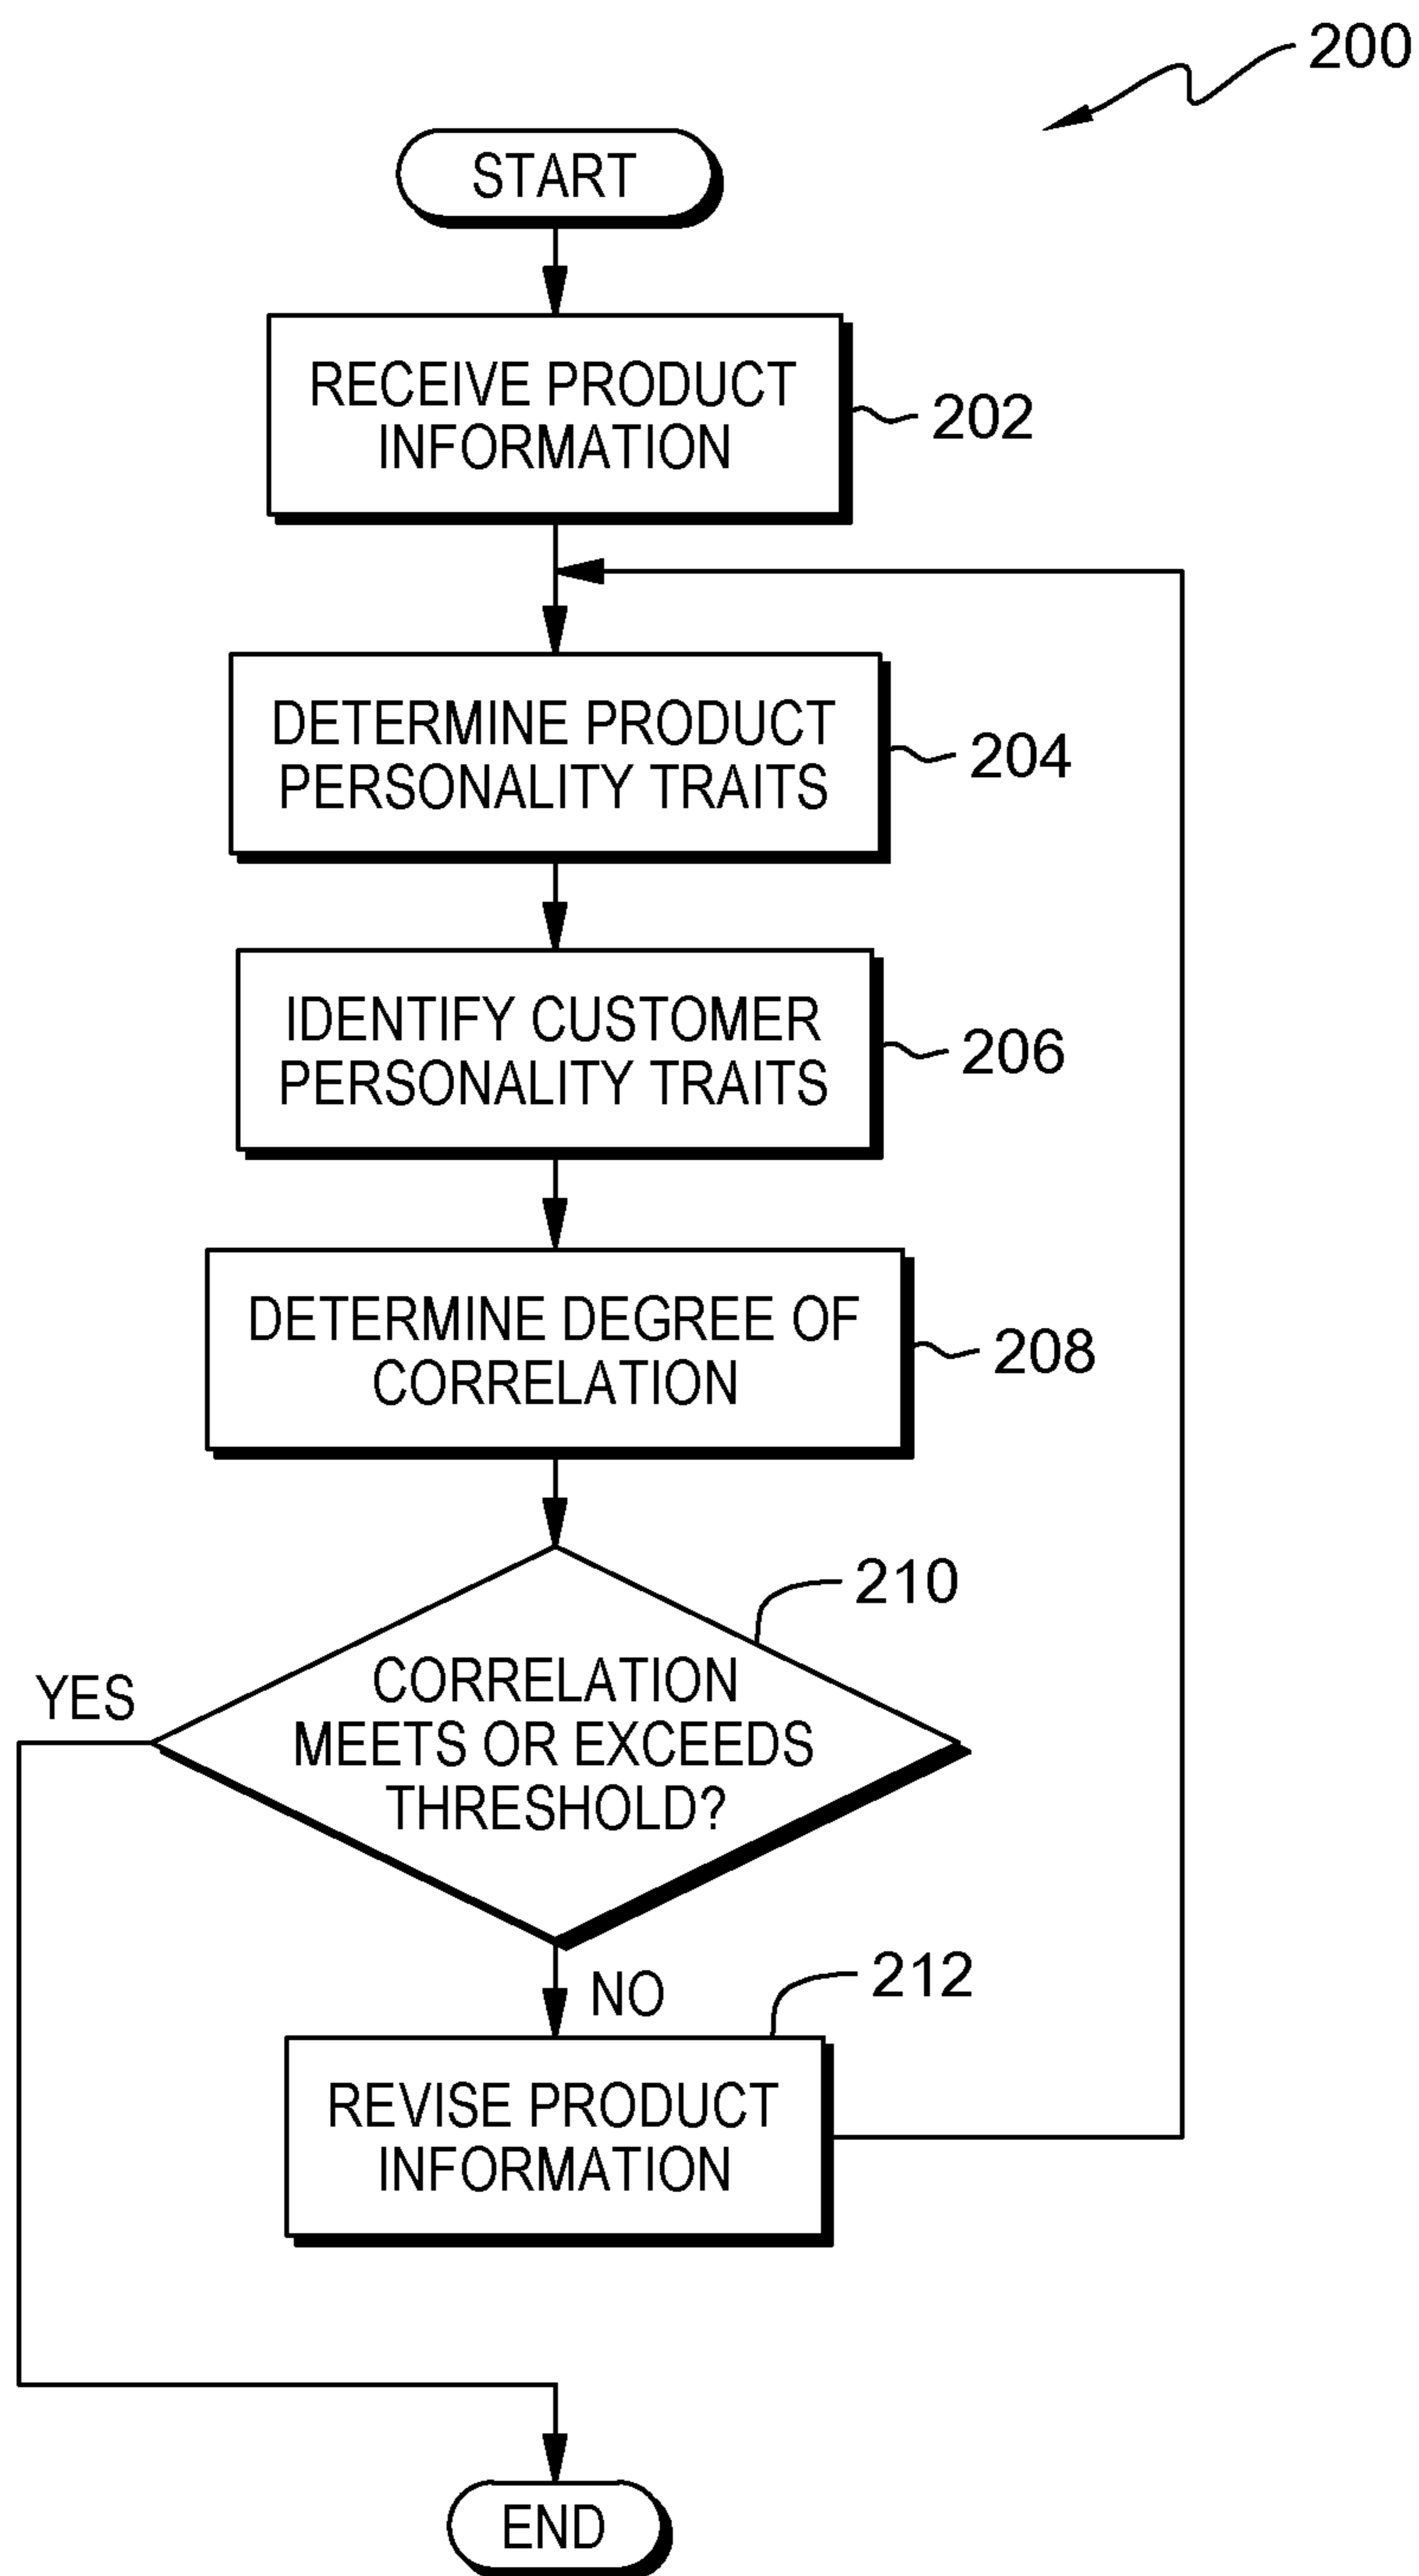 200
START
RECEIVE PRODUCT
INFORMATION
202
DETERMINE PRODUCT
PERSONALITY TRAITS
204
IDENTIFY CUSTOMER
PERSONALITY TRAITS
206
DETERMINE DEGREE OF
CORRELATION
208
210
YES
CORRELATION
MEETS OR EXCEEDS
THRESHOLD?
NO
212
REVISE PRODUCT
INFORMATION
END